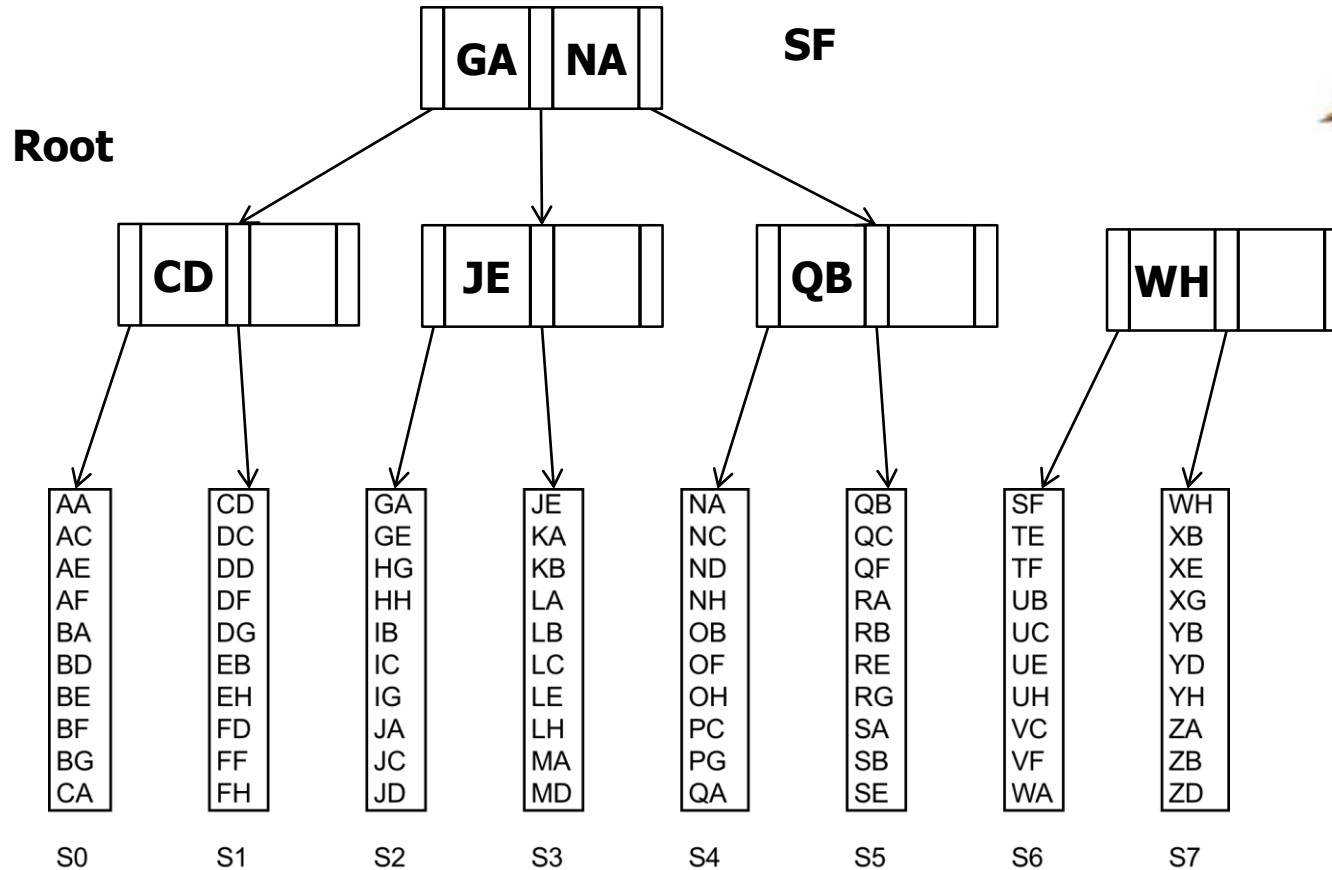 GA NA
SF
Root
CD
JE
QB
WH
AA
AC
AE
AF
BA
BD
BE
BF
BG
CA
CD
DC
DD
DF
DG
EB
EH
FD
FF
FH
GA
GE
HG
HH
IB
IC
IG
JA
JC
JD
JE
KA
KB
LA
LB
LC
LE
LH
MA
MD
NA
NC
ND
NH
OB
OF
OH
PC
PG
QA
QB
QC
QF
RA
RB
RE
RG
SA
SB
SE
SF
TE
TF
UB
UC
UE
UH
VC
VF
WA
WH
XB
XE
XG
YB
YD
YH
ZA
ZB
ZD
S0
S1
S2
S3
S4
S5
S6
S7